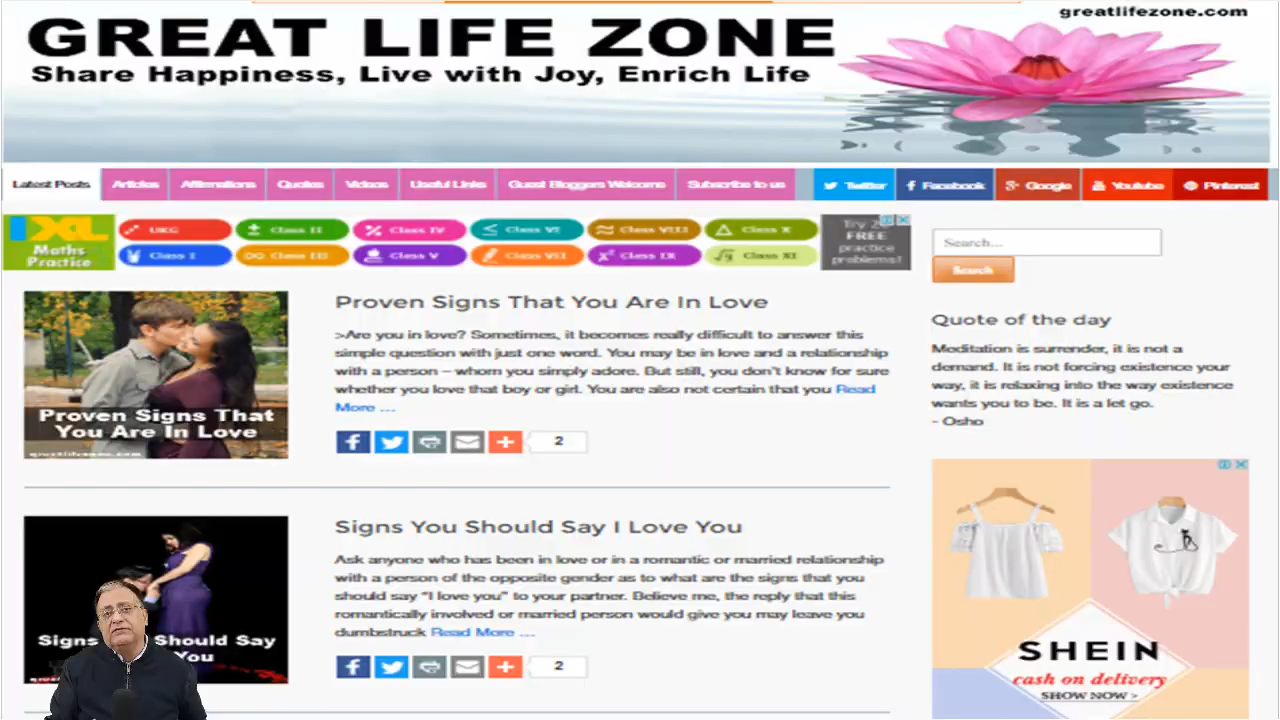 greatlifezone.com
GREAT LIFE ZONE
Share Happiness, Live with Joy, Enrich Life
Latest Posts
Articles
Affirmations
Quotes
Videos
Useful Links
Guest Bloggers Welcome
Subscribe to us
Twitter
Facebook
Google
Youtube
Pinterest
IXL
Maths
Practice
UKG
Class II
Class IV
Class VI
Class VIII
Class X
Class I
Class III
Class V
Class VII
Class IX
Class XI
FREE
practice
problems!
Search...
Search
Proven Signs That You Are In Love
>Are you in love? Sometimes, it becomes really difficult to answer this
simple question with just one word. You may be in love and a relationship
with a person – whom you simply adore. But still, you don't know for sure
whether you love that boy or girl. You are also not certain that you Read
More ...
2
Proven Signs That
You Are In Love
greatlifezone.com
Quote of the day
Meditation is surrender, it is not a
demand. It is not forcing existence your
way, it is relaxing into the way existence
wants you to be. It is a let go.
- Osho
Signs You Should Say I Love You
Ask anyone who has been in love or in a romantic or married relationship
with a person of the opposite gender as to what are the signs that you
should say "I love you" to your partner. Believe me, the reply that this
romantically involved or married person would give you may leave you
dumbstruck Read More ...
2
Signs Should Say
You
SHEIN
cash on delivery
SHOW NOW >